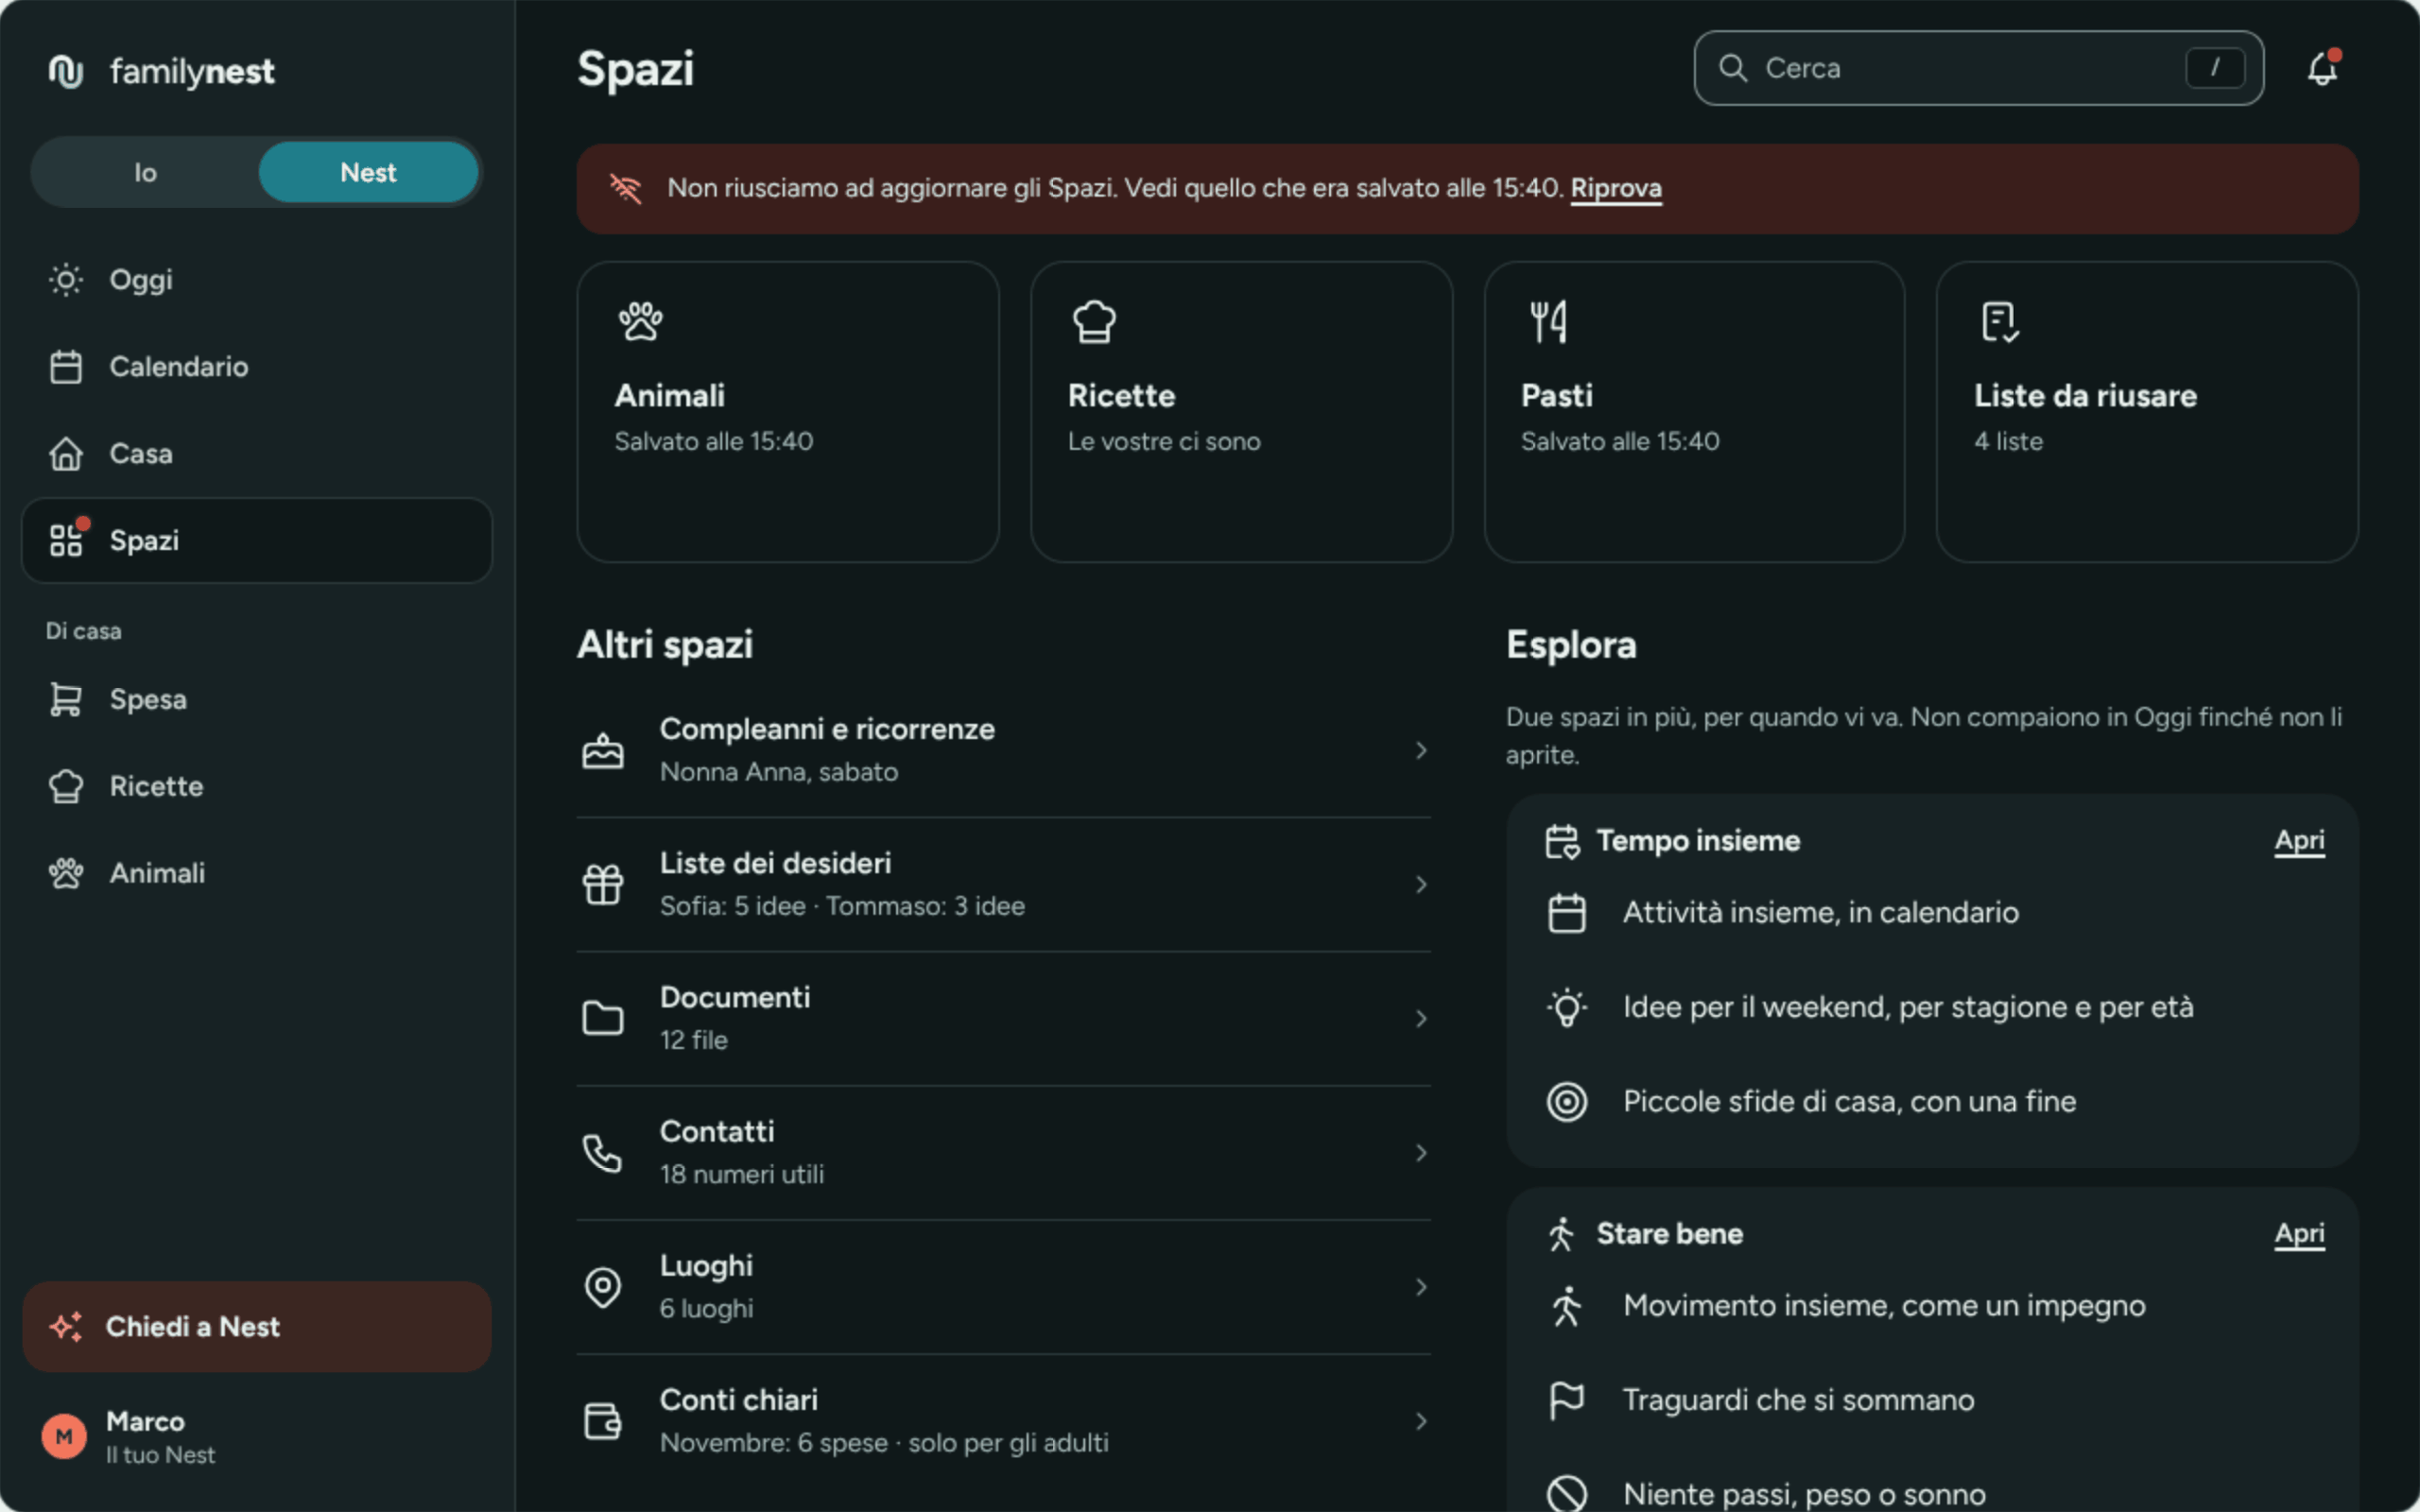 familynest
Io
Nest
Oggi
Calendario
Casa
Spazi
Di casa
Spesa
Ricette
Animali
Chiedi a Nest
M
Marco
Il tuo Nest
Spazi
Cerca
/
Non riusciamo ad aggiornare gli Spazi. Vedi quello che era salvato alle 15:40. Riprova
Animali
Salvato alle 15:40
Ricette
Le vostre ci sono
Pasti
Salvato alle 15:40
Liste da riusare
4 liste
Altri spazi
Compleanni e ricorrenze
Nonna Anna, sabato
Liste dei desideri
Sofia: 5 idee · Tommaso: 3 idee
Documenti
12 file
Contatti
18 numeri utili
Luoghi
6 luoghi
Conti chiari
Novembre: 6 spese · solo per gli adulti
Esplora
Due spazi in più, per quando vi va. Non compaiono in Oggi finché non li
aprite.
Tempo insieme
Apri
Attività insieme, in calendario
Idee per il weekend, per stagione e per età
Piccole sfide di casa, con una fine
Stare bene
Apri
Movimento insieme, come un impegno
Traguardi che si sommano
Niente passi, peso o sonno